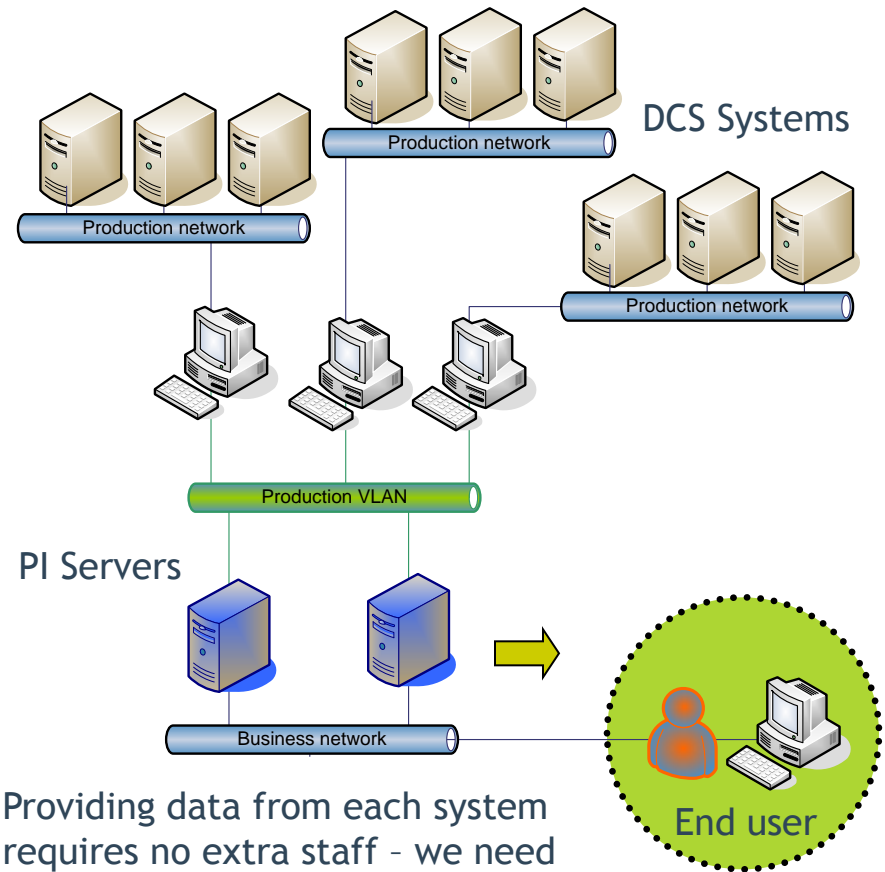 DCS Systems
Production network
Production network
Production network
Production VLAN
PI Servers
Business network
End user
Providing data from each system
requires no extra staff – we need